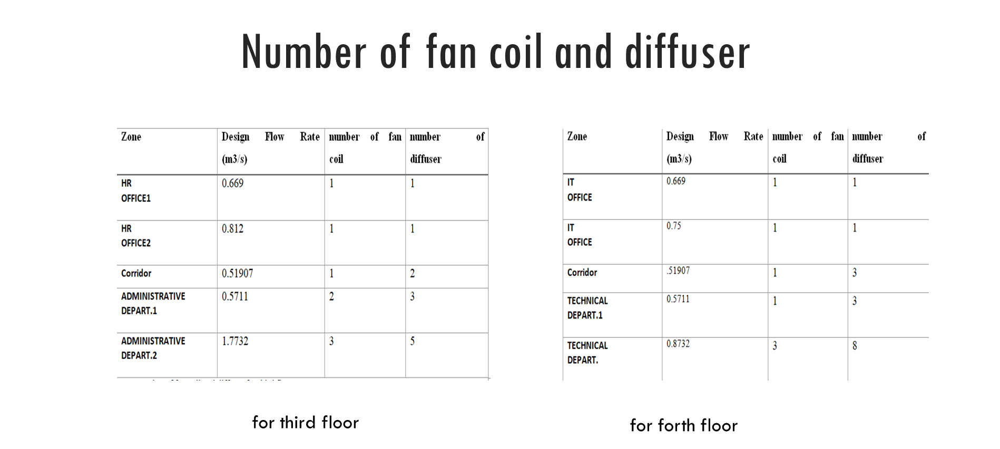 Number of fan coil and diffuser
Zone Design Flow Rate number of fan number of
(m3/s) coil diffuser
HR 0.669 1 1
OFFICE1
HR 0.812 1 1
OFFICE2
Corridor 0.51907 1 2
ADMINISTRATIVE 0.5711 2 3
DEPART.1
ADMINISTRATIVE 1.7732 3 5
DEPART.2
for third floor
Zone Design Flow Rate number of fan number of
(m3/s) coil diffuser
IT 0.669 1 1
OFFICE
IT 0.75 1 1
OFFICE
Corridor .51907 1 3
TECHNICAL 0.5711 1 3
DEPART.1
TECHNICAL 0.8732 3 8
DEPART.
for forth floor